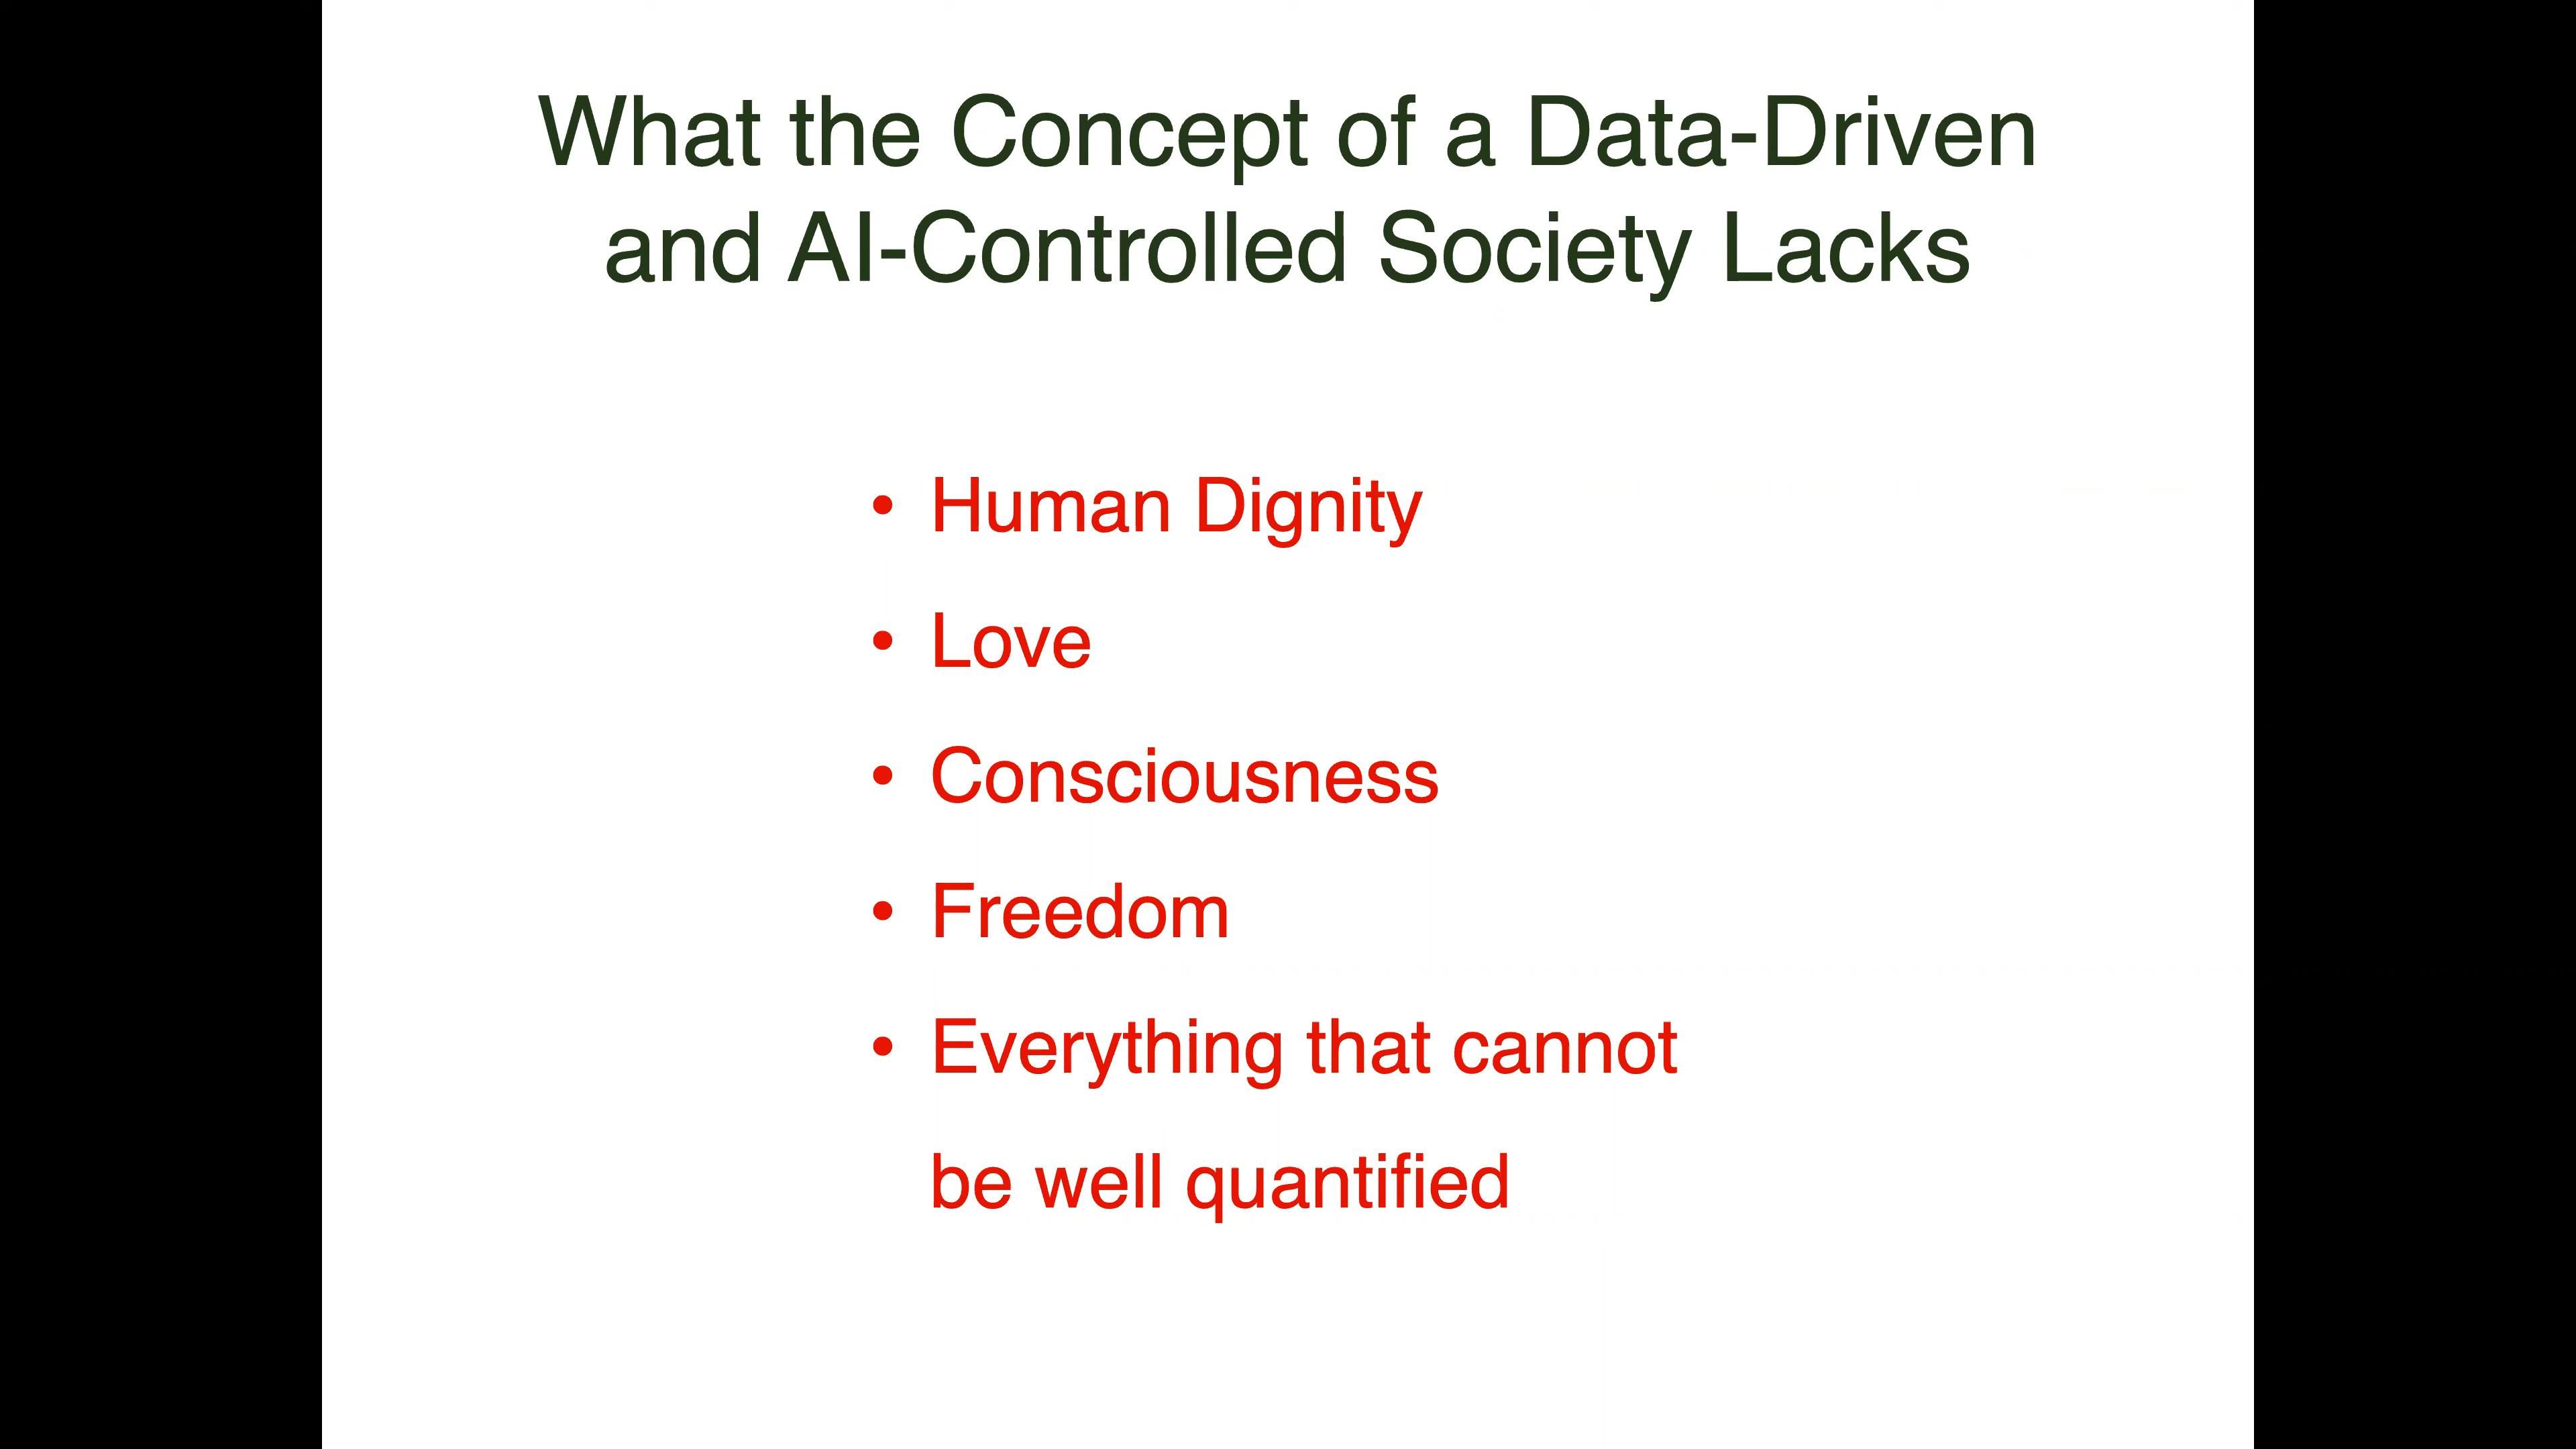 What the Concept of a Data-Driven
and AI-Controlled Society Lacks
• Human Dignity
• Love
• Consciousness
• Freedom
• Everything that cannot
be well quantified